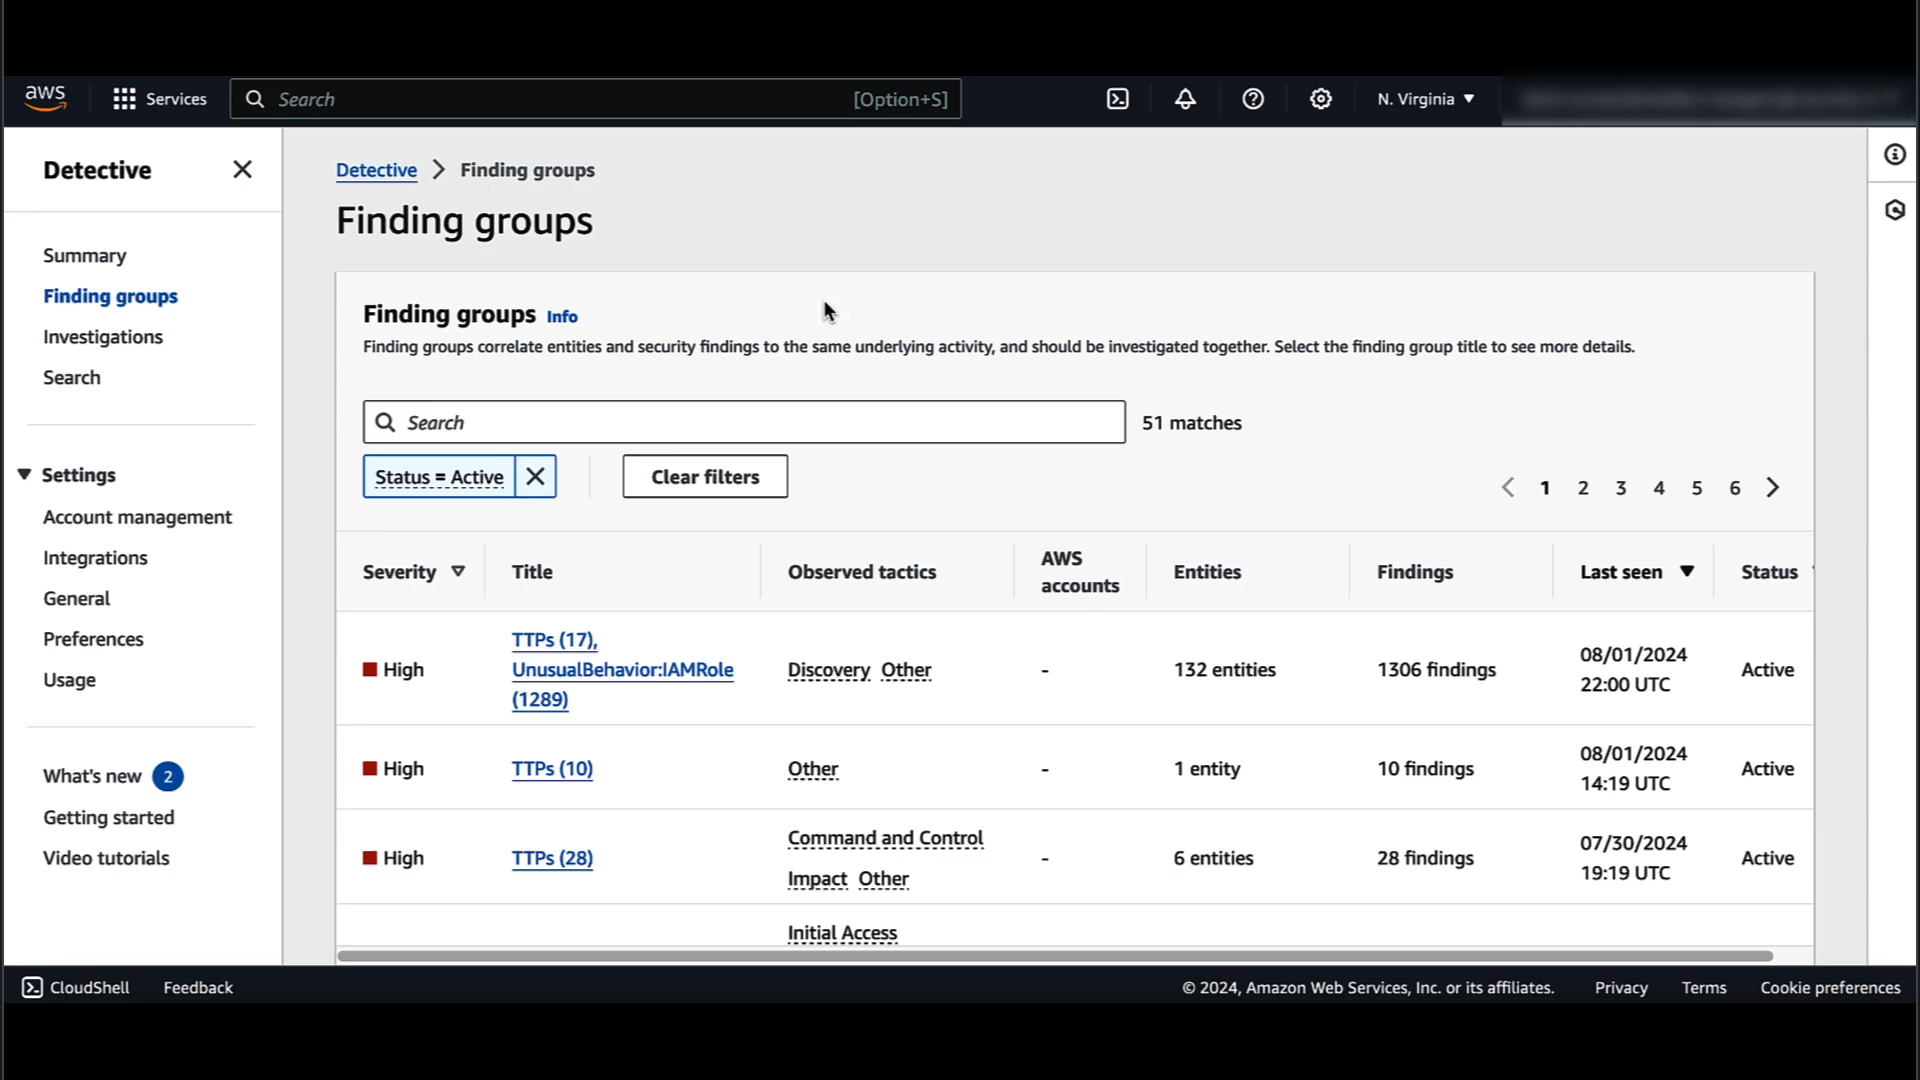 aws Services Search [Option+S] N. Virginia
Detective
Summary
Finding groups
Investigations
Search
Settings
Account management
Integrations
General
Preferences
Usage
What's new 2
Getting started
Video tutorials
Detective Finding groups
Finding groups
Finding groups Info
Finding groups correlate entities and security findings to the same underlying activity, and should be investigated together. Select the finding group title to see more details.
Search 51 matches
Status = Active Clear filters
1 2 3 4 5 6
Severity Title Observed tactics AWS accounts Entities Findings Last seen Status
High
TTPs (17),
UnusualBehavior:IAMRole
(1289)
Discovery Other
-
132 entities
1306 findings
08/01/2024
22:00 UTC
Active
High
TTPs (10)
Other
-
1 entity
10 findings
08/01/2024
14:19 UTC
Active
High
TTPs (28)
Command and Control
Impact Other
-
6 entities
28 findings
07/30/2024
19:19 UTC
Active
Initial Access
CloudShell Feedback © 2024, Amazon Web Services, Inc. or its affiliates. Privacy Terms Cookie preferences